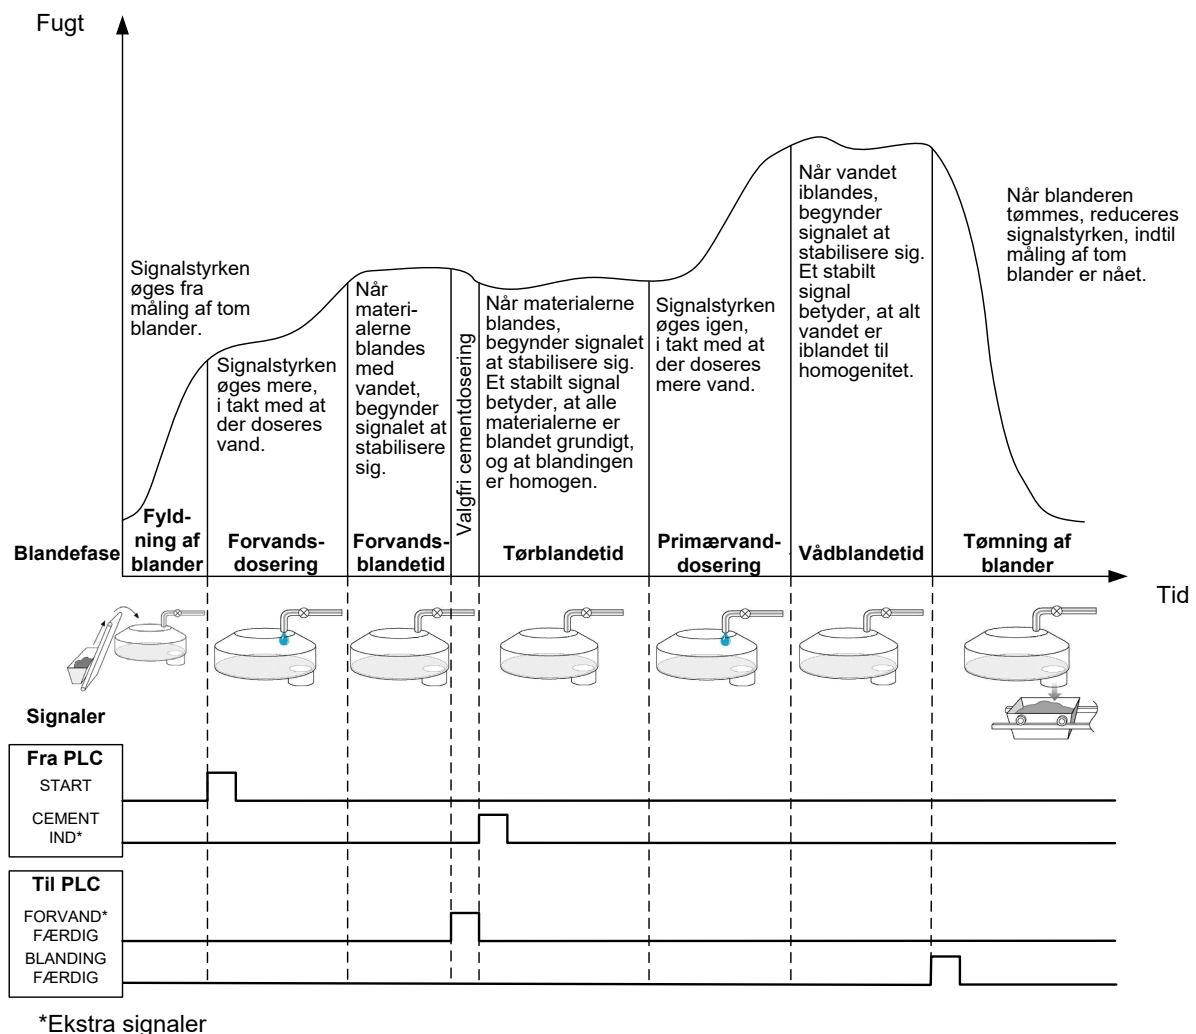 Fugt
Signalstyrken
øges fra
måling af tom
blander.
Signalstyrken
øges mere,
i takt med at
der doseres
vand.
Når
materi-
alerne
blandes
med
vandet,
begynder
signalet at
stabilisere
sig.
Valgfri cementdosering
Når materialerne
blandes,
begynder signalet
at stabilisere sig.
Et stabilt signal
betyder, at alle
materialerne er
blandet grundigt,
og at blandingen
er homogen.
Signalstyrken
øges igen,
i takt med at
der doseres
mere vand.
Når vandet
iblandes,
begynder
signalet at
stabilisere sig.
Et stabilt
signal
betyder, at alt
vandet er
iblandet til
homogenitet.
Når blanderen
tømmes, reduceres
signalstyrken, indtil
måling af tom
blander er nået.
Blandefase
Fyld-
ning af
blander
Forvands-
dosering
Forvands-
blandetid
Tørblandetid
Primærvand-
dosering
Vådblandetid
Tømning af
blander
Tid
Signaler
Fra PLC
START
CEMENT
IND*
Til PLC
FORVAND*
FÆRDIG
BLANDING
FÆRDIG
*Ekstra signaler